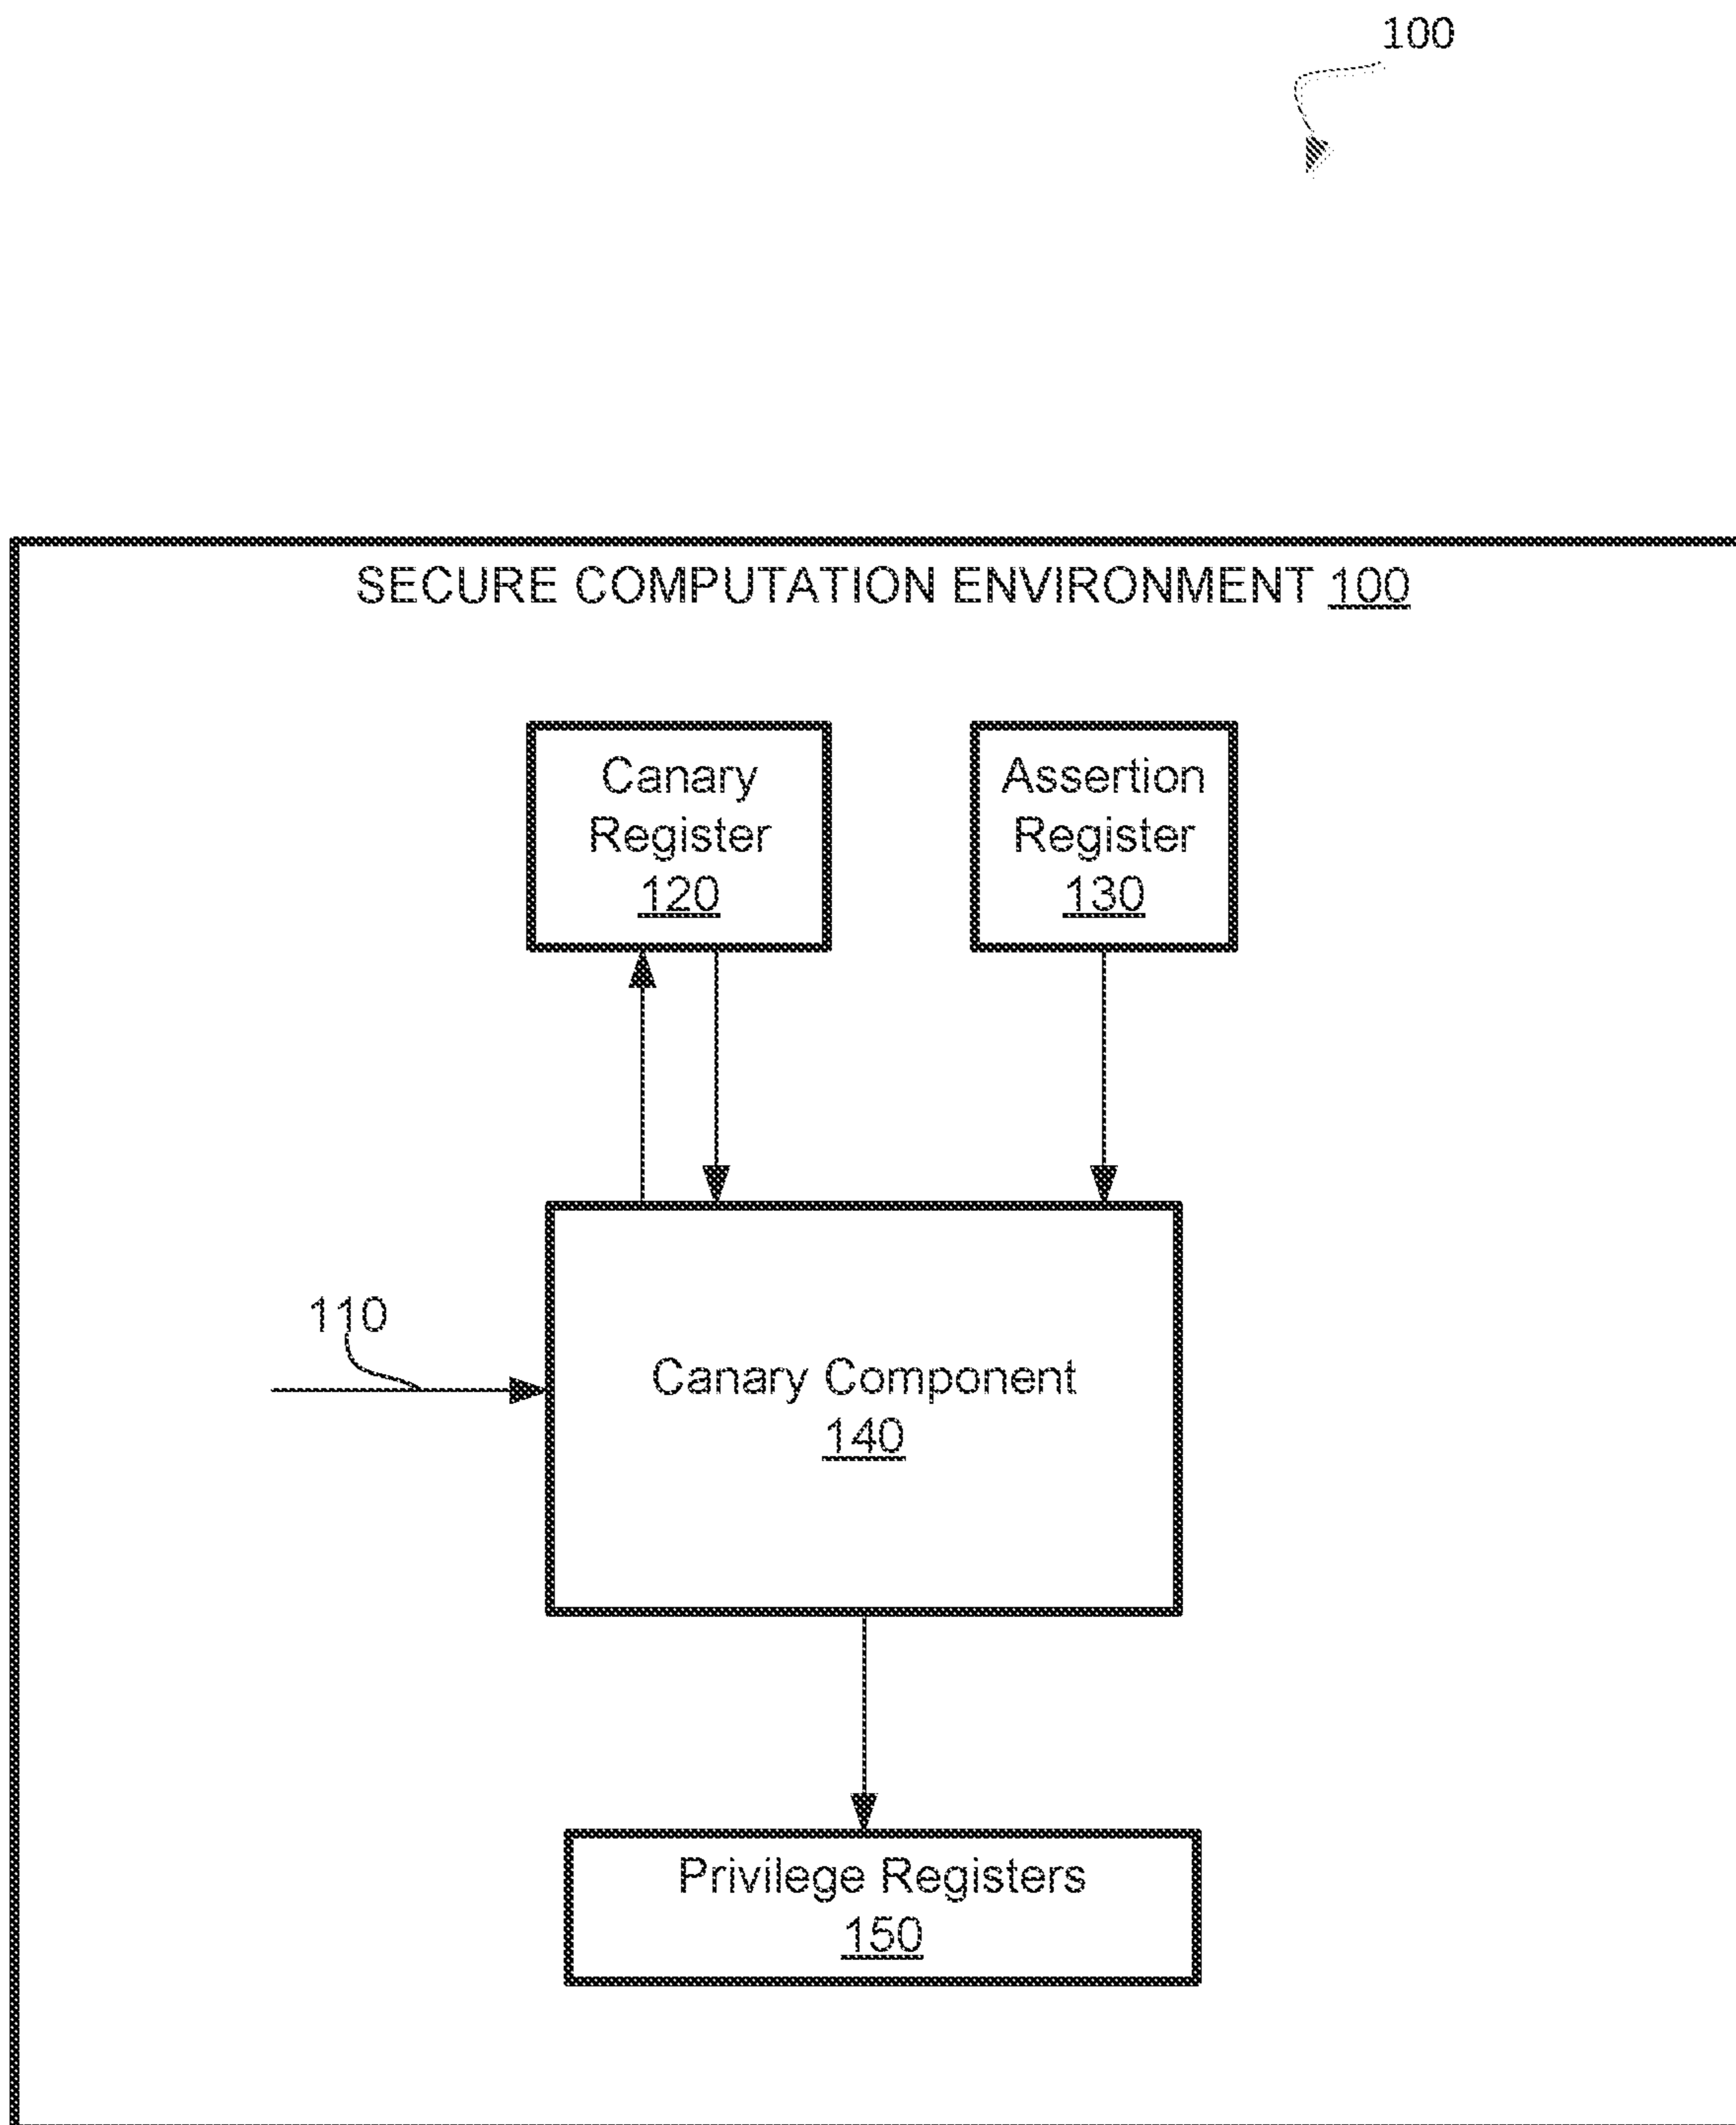 100
SECURE COMPUTATION ENVIRONMENT 100
Canary
Register
120
Assertion
Register
130
110
Canary Component
140
Privilege Registers
150